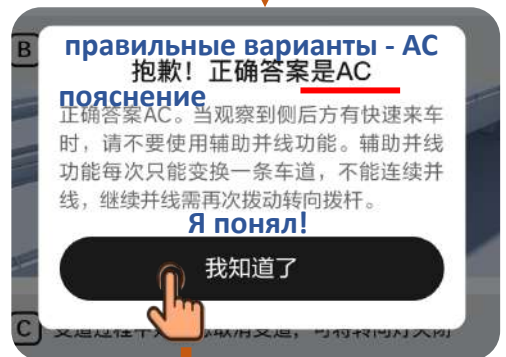 B
правильные варианты - АС
抱歉！正确答案是AC
пояснение
正确答案AC。当观察到侧后方有快速来车
时，请不要使用辅助并线功能。辅助并线
功能每次只能变换一条车道，不能连续并
线，继续并线需再次拨动转向拨杆。
Я понял!
我知道了
C